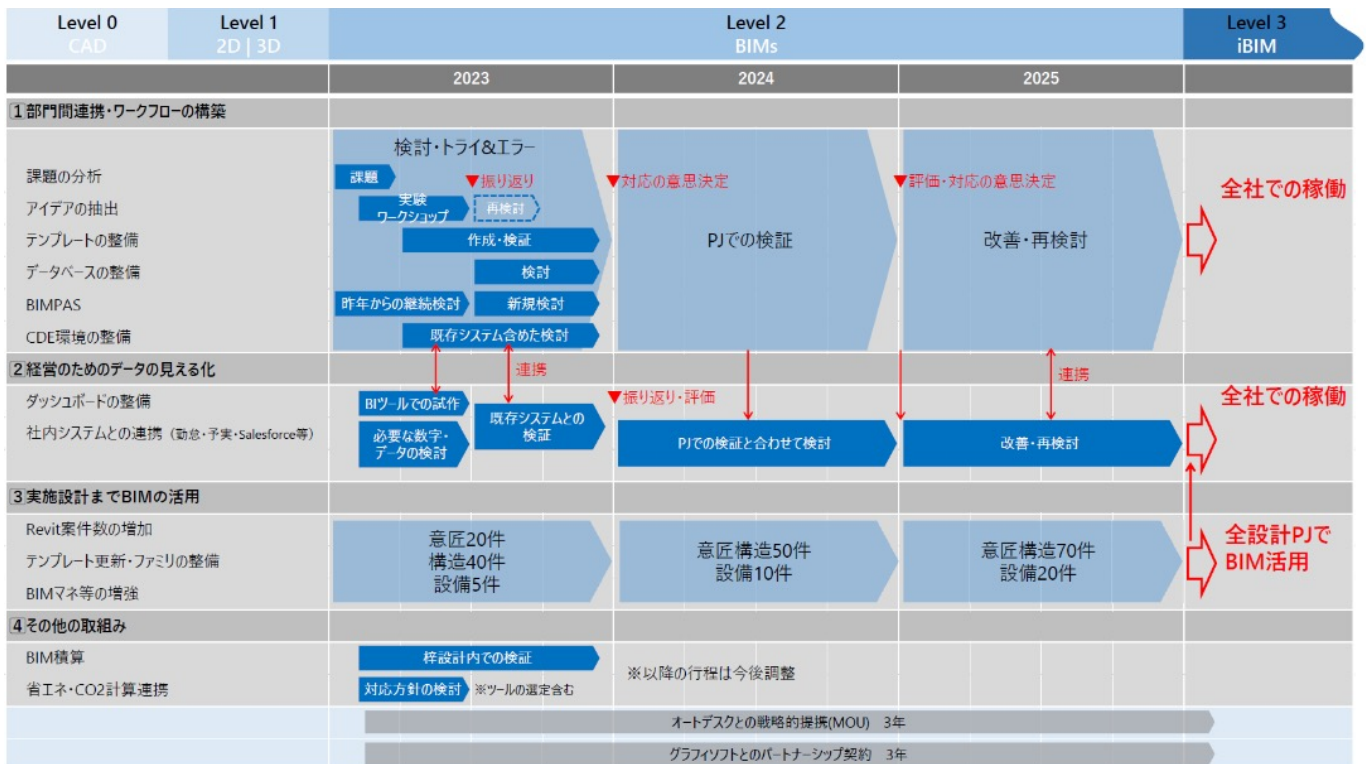 Level 0
CAD
Level 1
2D | 3D
Level 2
BIMs
Level 3
iBIM
2023
2024
2025
1部門間連携・ワークフローの構築
検討・トライ&エラー
課題の分析
課題
▼振り返り
▼対応の意思決定
▼評価・対応の意思決定
アイデアの抽出
実験
ワークショップ
再検討
全社での稼働
テンプレートの整備
作成・検証
PJでの検証
改善・再検討
データベースの整備
検討
BIMPAS
昨年からの継続検討
新規検討
CDE環境の整備
既存システム含めた検討
2経営のためのデータの見える化
連携
連携
ダッシュボードの整備
BIツールでの試作
既存システムとの
検証
▼振り返り・評価
全社での稼働
社内システムとの連携（勤怠・予実・Salesforce等）
必要な数字・
データの検討
PJでの検証と合わせて検討
改善・再検討
3実施設計までBIMの活用
Revit案件数の増加
テンプレート更新・ファミリの整備
BIMマネ等の増強
意匠20件
構造40件
設備5件
意匠構造50件
設備10件
意匠構造70件
設備20件
全設計PJで
BIM活用
4その他の取組み
BIM積算
梓設計内での検証
※以降の行程は今後調整
省エネ・CO2計算連携
対応方針の検討
※ツールの選定含む
オートデスクとの戦略的提携(MOU) 3年
グラフィソフトとのパートナーシップ契約 3年